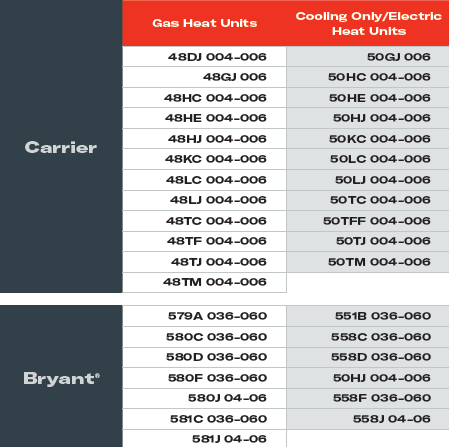 Gas Heat Units
Cooling Only/Electric
Heat Units
Carrier
48DJ 004-006 50GJ 006
48GJ 006 50HC 004-006
48HC 004-006 50HE 004-006
48HE 004-006 50HJ 004-006
48HJ 004-006 50KC 004-006
48KC 004-006 50LC 004-006
48LC 004-006 50LJ 004-006
48LJ 004-006 50TC 004-006
48TC 004-006 50TFF 004-006
48TF 004-006 50TJ 004-006
48TJ 004-006 50TM 004-006
48TM 004-006
Bryant®
579A 036-060 551B 036-060
580C 036-060 558C 036-060
580D 036-060 558D 036-060
580F 036-060 50HJ 004-006
580J 04-06 558F 036-060
581C 036-060 558J 04-06
581J 04-06